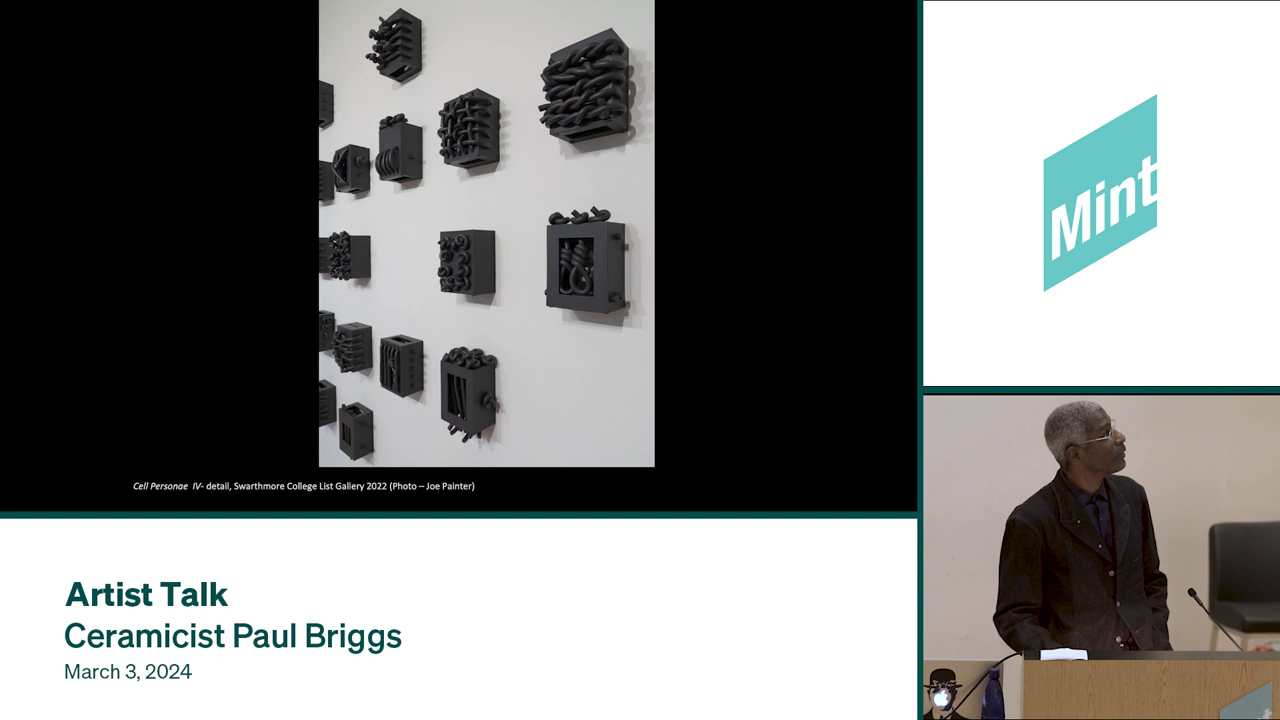 Cell Personae IV- detail, Swarthmore College List Gallery 2022 (Photo – Joe Painter)
Mint
Artist Talk
Ceramicist Paul Briggs
March 3, 2024